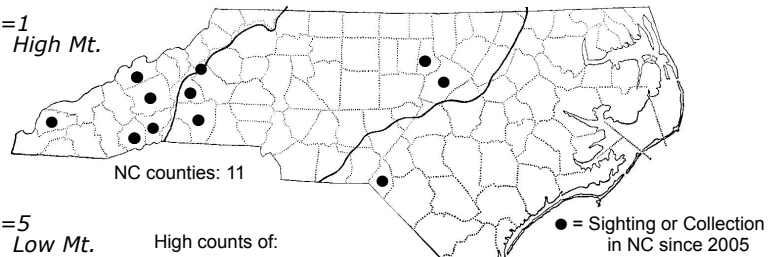 =1
High Mt.
NC counties: 11
=5
Low Mt.
High counts of:
● = Sighting or Collection
in NC since 2005